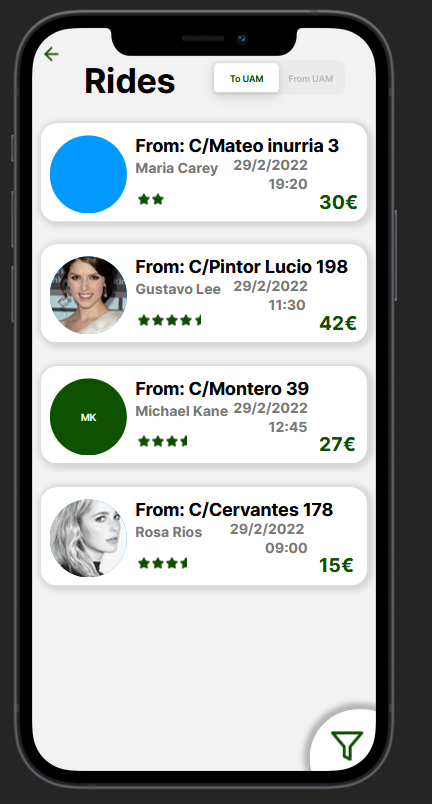 Rides
To UAM
From UAM
From: C/Mateo inurria 3
Maria Carey
29/2/2022
19:20
30€
From: C/Pintor Lucio 198
Gustavo Lee
29/2/2022
11:30
42€
From: C/Montero 39
MK
Michael Kane
29/2/2022
12:45
27€
From: C/Cervantes 178
Rosa Rios
29/2/2022
09:00
15€